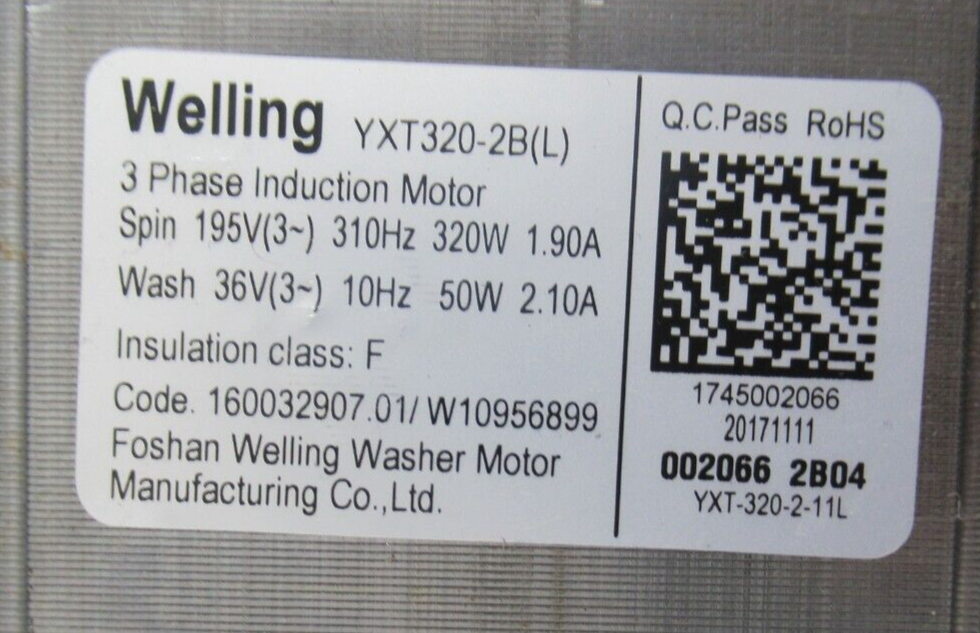 Welling YXT320-2B(L)
3 Phase Induction Motor
Spin 195V(3~) 310Hz 320W 1.90A
Wash 36V(3~) 10Hz 50W 2.10A
Insulation class: F
Code. 160032907.01/ W10956899
Foshan Welling Washer Motor
Manufacturing Co.,Ltd.
Q.C.Pass RoHS
1745002066
20171111
002066 2B04
YXT-320-2-11L